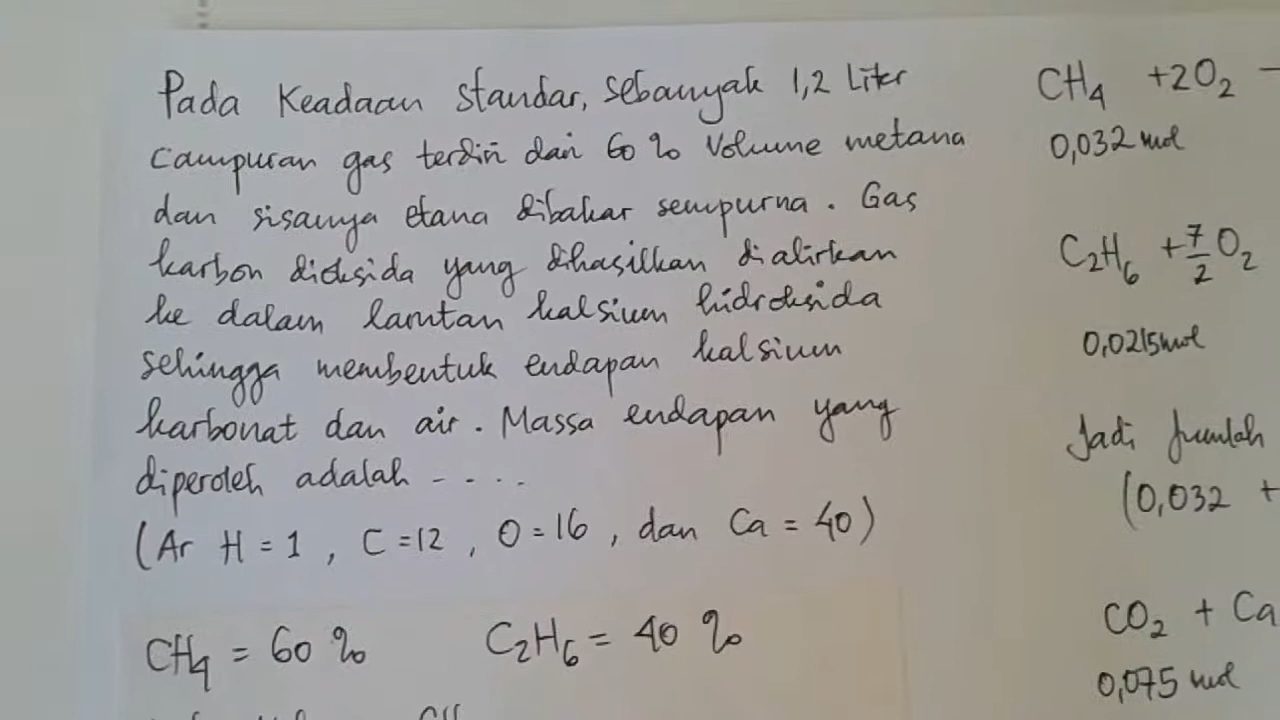 Pada Keadaan Standar, sebanyak 1,2 Liter
campuran gas terdiri dari 60 % Volume metana
dan sisanya etana dibakar sempurna. Gas
karbon dioksida yang dihasilkan dialirkan
ke dalam larutan kalsium hidroksida
sehingga membentuk endapan kalsium
karbonat dan air. Massa endapan yang
diperoleh adalah - . . . .
(Ar H = 1, C = 12, O = 16, dan Ca = 40)
CH4 = 60 % C2H6 = 40 %
CH4 + 2O2 –
0,032 mol
C2H6 + 7/2 O2
0,0215 mol
Jadi Jumlah
(0,032 +
CO2 + Ca
0,075 mol